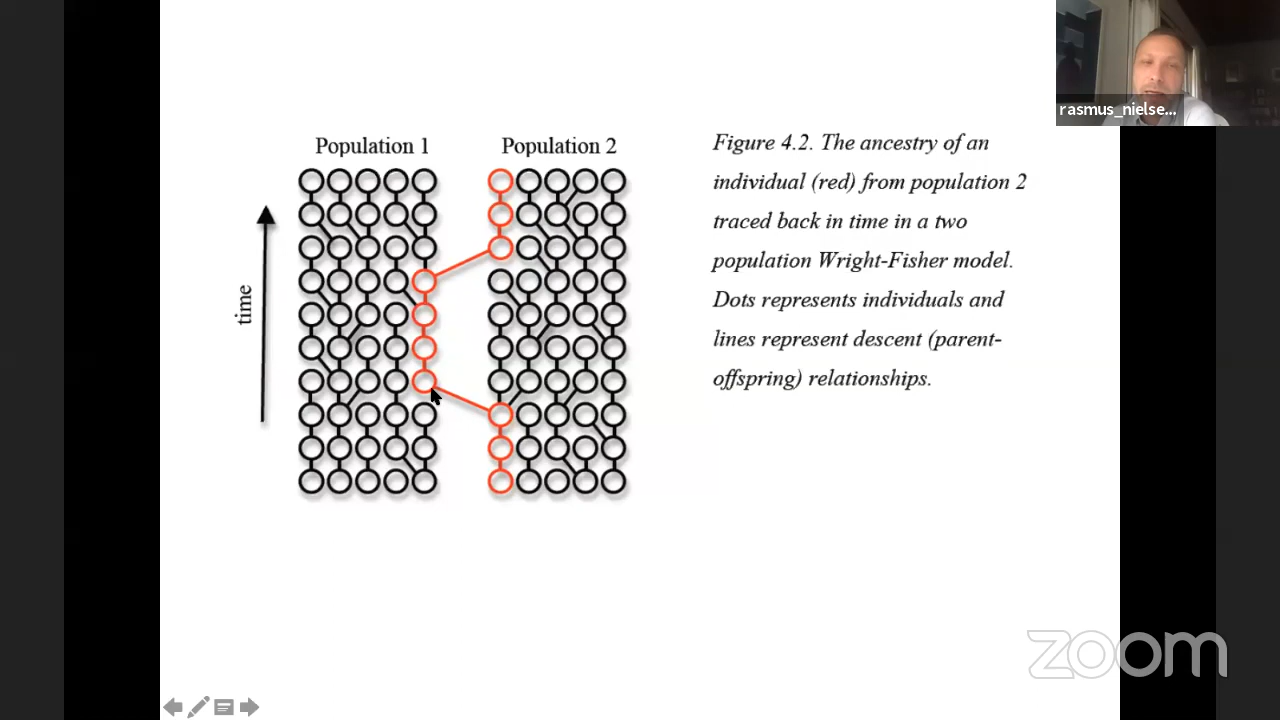 rasmus_nielse...
Population 1
Population 2
time
Figure 4.2. The ancestry of an
individual (red) from population 2
traced back in time in a two
population Wright-Fisher model.
Dots represents individuals and
lines represent descent (parent-
offspring) relationships.
zoom